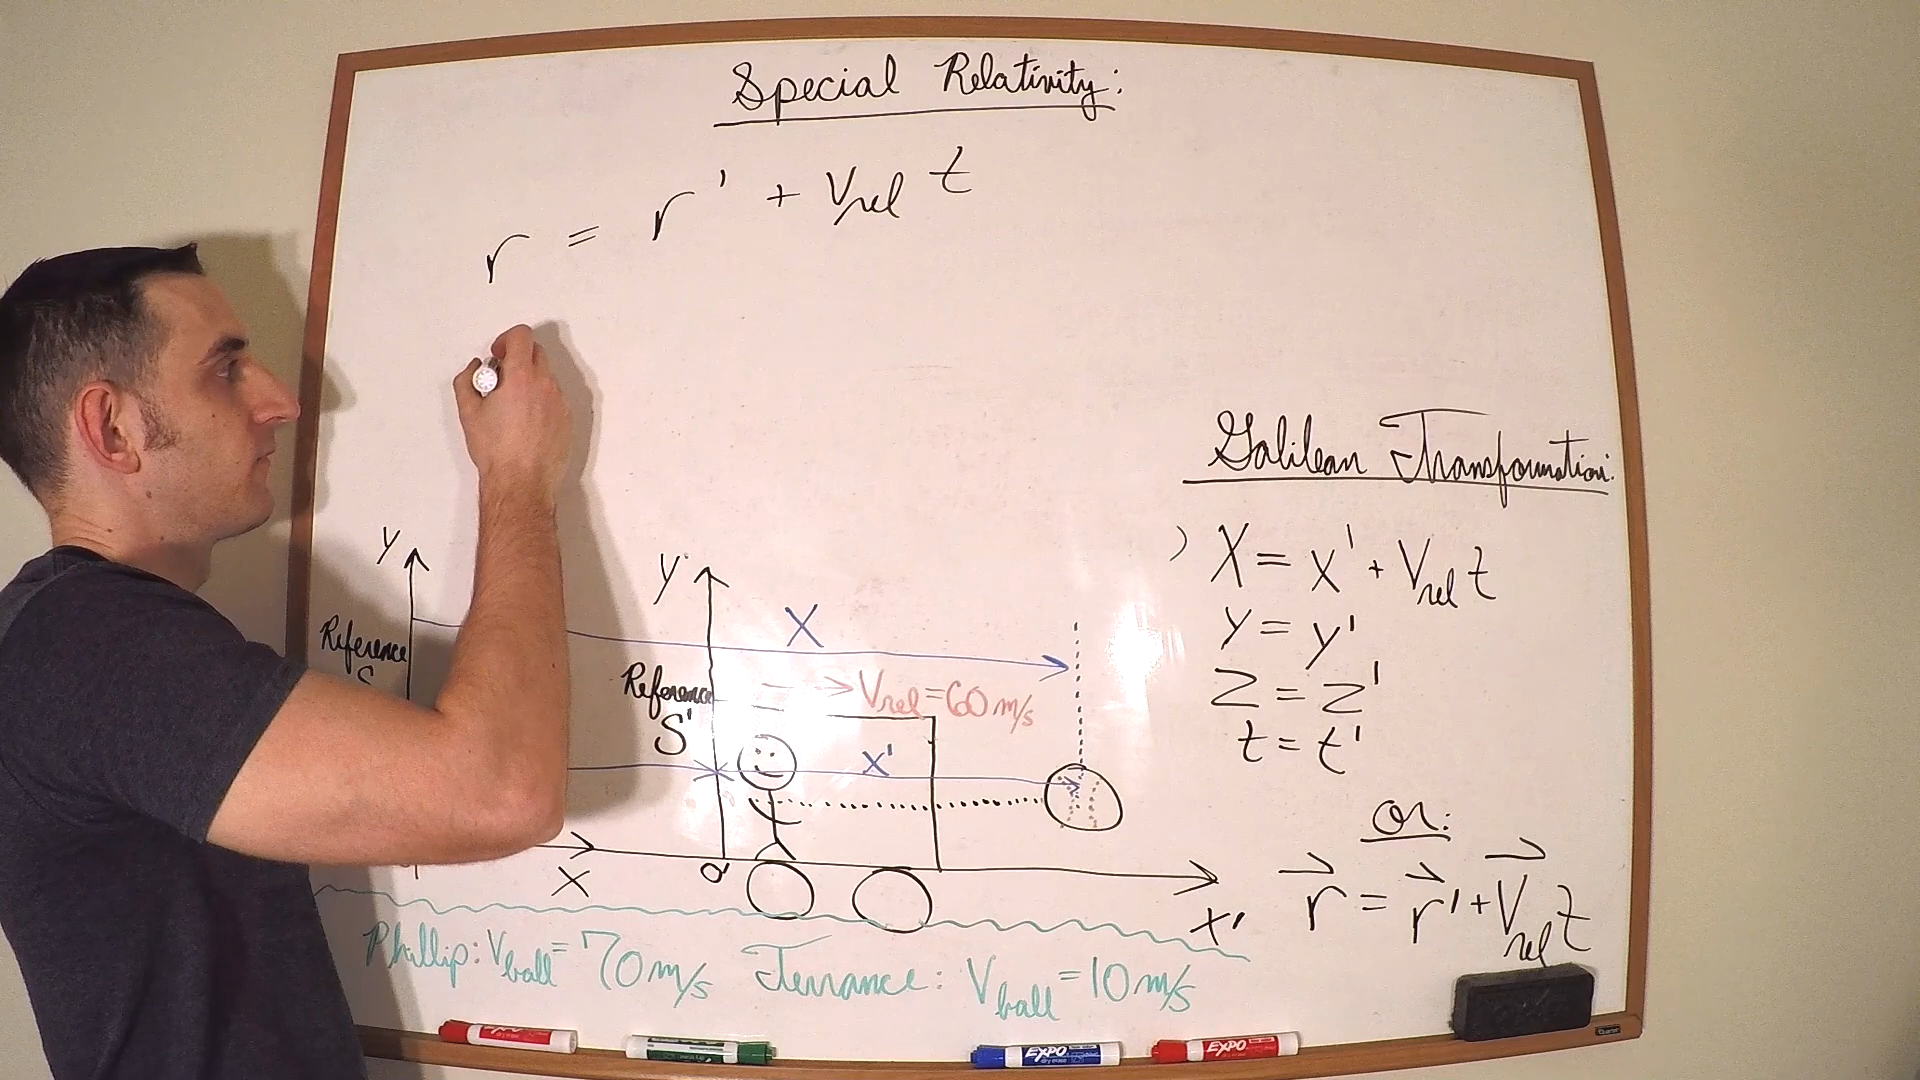 Special Relativity:
r = r' + Vrel t
Galilean Transformation:
) X = x' + Vrel t
y = y'
z = z'
t = t'
or:
r = r' + Vrel t
y
Reference
S
x
y'
Reference
S'
X
Vrel = 60 m/s
x'
x'
Phillip: Vball = 70 m/s Terrance: Vball = 10 m/s
EXPO
EXPO